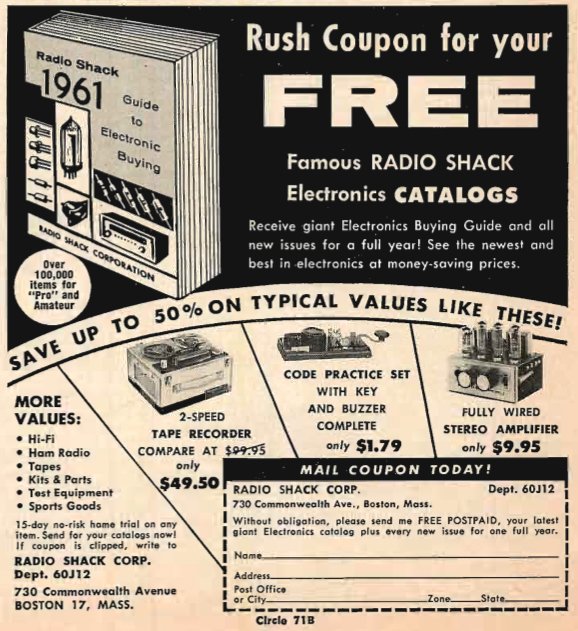 Rush Coupon for your
FREE
Famous RADIO SHACK
Electronics CATALOGS
Receive giant Electronics Buying Guide and all
new issues for a full year! See the newest and
best in electronics at money-saving prices.
Radio Shack
1961
Guide
to
Electronic
Buying
RADIO SHACK CORPORATION
Over
100,000
items for
"Pro" and
Amateur
SAVE UP TO 50% ON TYPICAL VALUES LIKE THESE!
MORE
VALUES:
• Hi-Fi
• Ham Radio
• Tapes
• Kits & Parts
• Test Equipment
• Sports Goods
15-day no-risk home trial on any
item. Send for your catalogs now!
If coupon is clipped, write to
RADIO SHACK CORP.
Dept. 60J12
730 Commonwealth Avenue
BOSTON 17, MASS.
2-SPEED
TAPE RECORDER
COMPARE AT $99.95
only
$49.50
CODE PRACTICE SET
WITH KEY
AND BUZZER
COMPLETE
only $1.79
FULLY WIRED
STEREO AMPLIFIER
only $9.95
MAIL COUPON TODAY!
RADIO SHACK CORP. Dept. 60J12
730 Commonwealth Ave., Boston, Mass.
Without obligation, please send me FREE POSTPAID, your latest
giant Electronics catalog plus every new issue for one full year.
Name
Address
Post Office
or City Zone State
Circle 71B